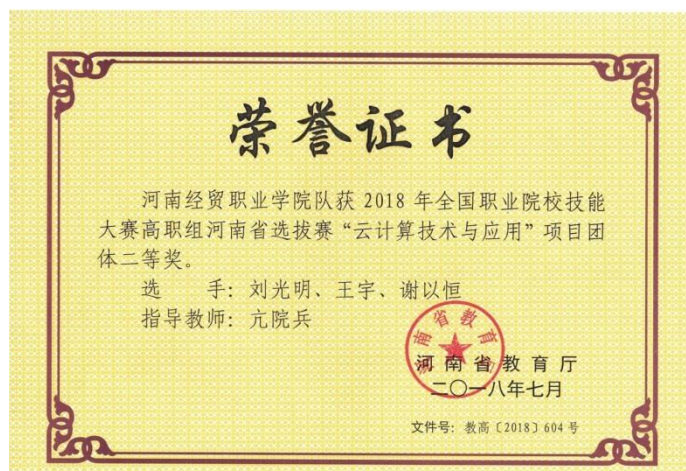 荣誉证书
河南经贸职业学院队获 2018 年全国职业院校技能
大赛高职组河南省选拔赛“云计算技术与应用”项目团
体二等奖。
选　　手：刘光明、王宇、谢以恒
指导教师：亢院兵
河南省教育厅
河南省教育厅
二〇一八年七月
文件号：教高〔2018〕604 号